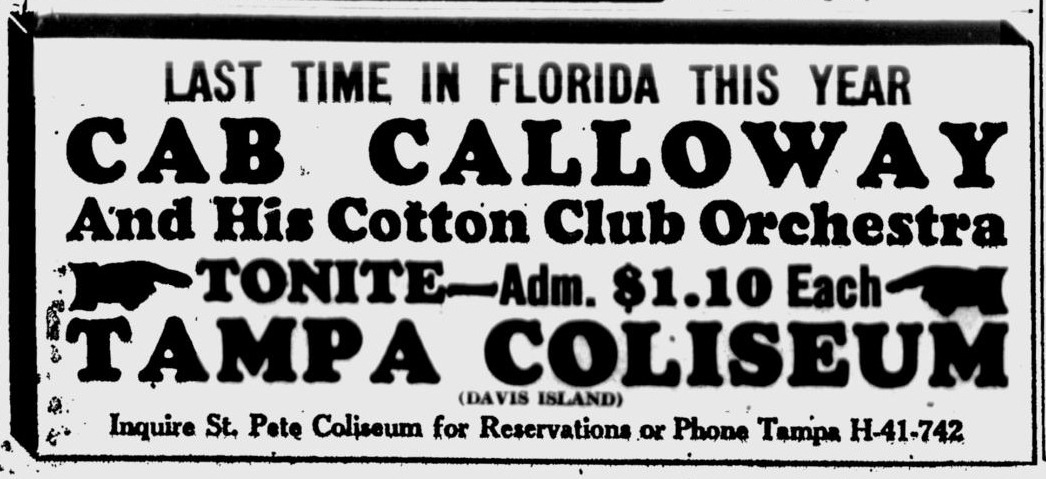 LAST TIME IN FLORIDA THIS YEAR
CAB CALLOWAY
And His Cotton Club Orchestra
TONITE—Adm. $1.10 Each
TAMPA COLISEUM
(DAVIS ISLAND)
Inquire St. Pete Coliseum for Reservations or Phone Tampa H-41-742